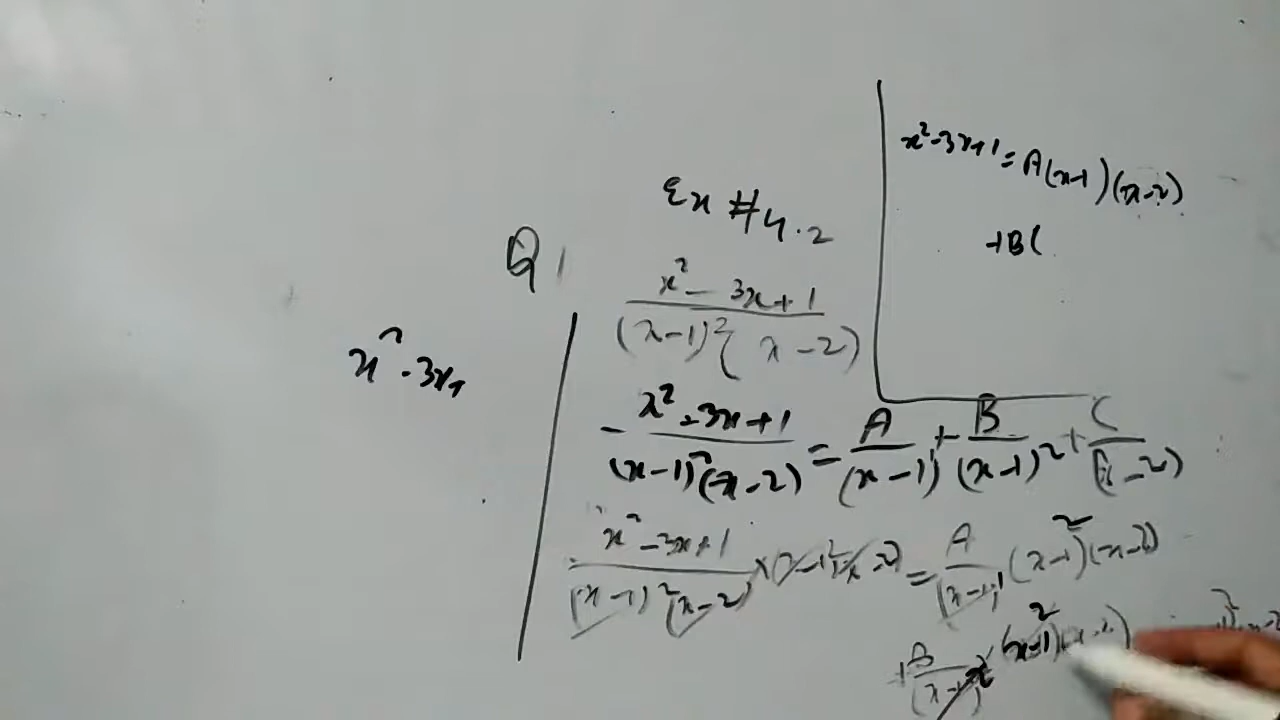 Ex #4.2
Q1
x² - 3x + 1
(x-1)² (x-2)
x² - 3x+
- x² - 3x + 1 / (x-1)² (x-2) = A / (x-1) + B / (x-1)² + C / (x-2)
x² - 3x + 1 / (x-1)² (x-2) × (x-1)² (x-2) = A / (x-1) (x-1)² (x-2)
+ B / (x-1)² (x-1)²
x² - 3x + 1 = A(x-1)(x-2)
+B(